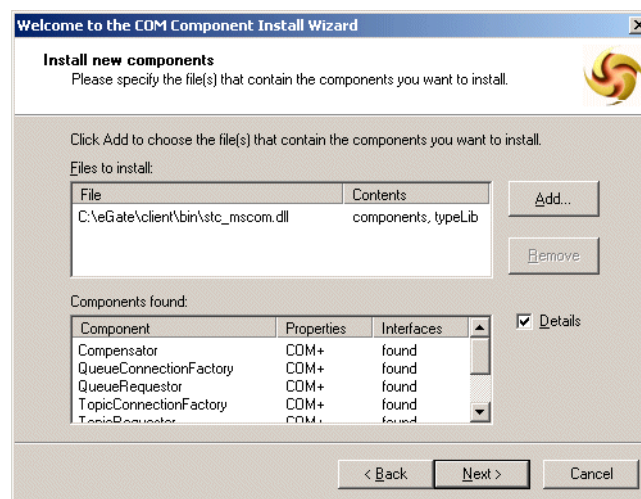 Welcome to the COM Component Install Wizard
Install new components
Please specify the file(s) that contain the components you want to install.
Click Add to choose the file(s) that contain the components you want to install.
Files to install:
File Contents
C:\eGate\client\bin\stc_mscom.dll components, typeLib
Add...
Remove
Components found:
Component Properties Interfaces
Details
Compensator COM+ found
QueueConnectionFactory COM+ found
QueueRequestor COM+ found
TopicConnectionFactory COM+ found
TopicRequestor COM+ found
< Back Next > Cancel